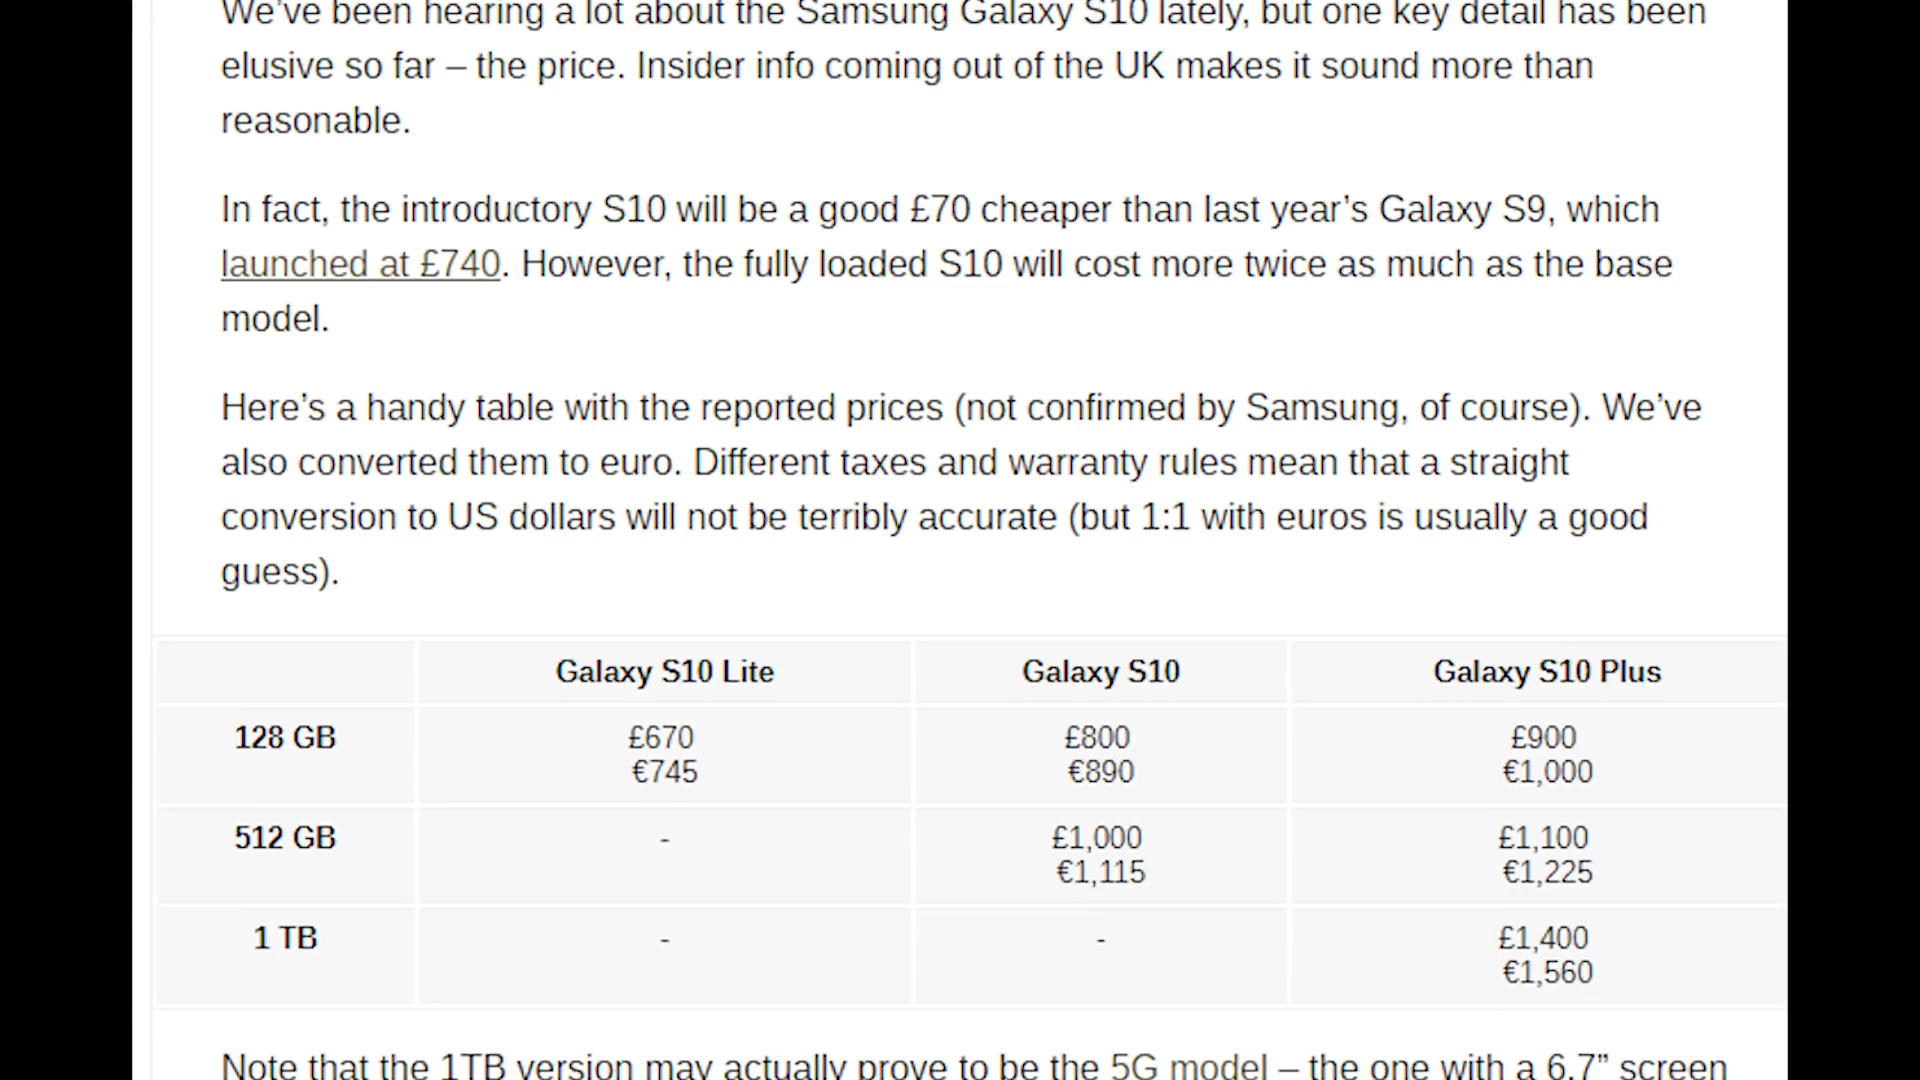 We've been hearing a lot about the Samsung Galaxy S10 lately, but one key detail has been
elusive so far – the price. Insider info coming out of the UK makes it sound more than
reasonable.
In fact, the introductory S10 will be a good £70 cheaper than last year's Galaxy S9, which
launched at £740. However, the fully loaded S10 will cost more twice as much as the base
model.
Here's a handy table with the reported prices (not confirmed by Samsung, of course). We've
also converted them to euro. Different taxes and warranty rules mean that a straight
conversion to US dollars will not be terribly accurate (but 1:1 with euros is usually a good
guess).
Galaxy S10 Lite Galaxy S10 Galaxy S10 Plus
128 GB £670 £800 £900
€745 €890 €1,000
512 GB - £1,000 £1,100
€1,115 €1,225
1 TB - - £1,400
€1,560
Note that the 1TB version may actually prove to be the 5G model – the one with a 6.7” screen